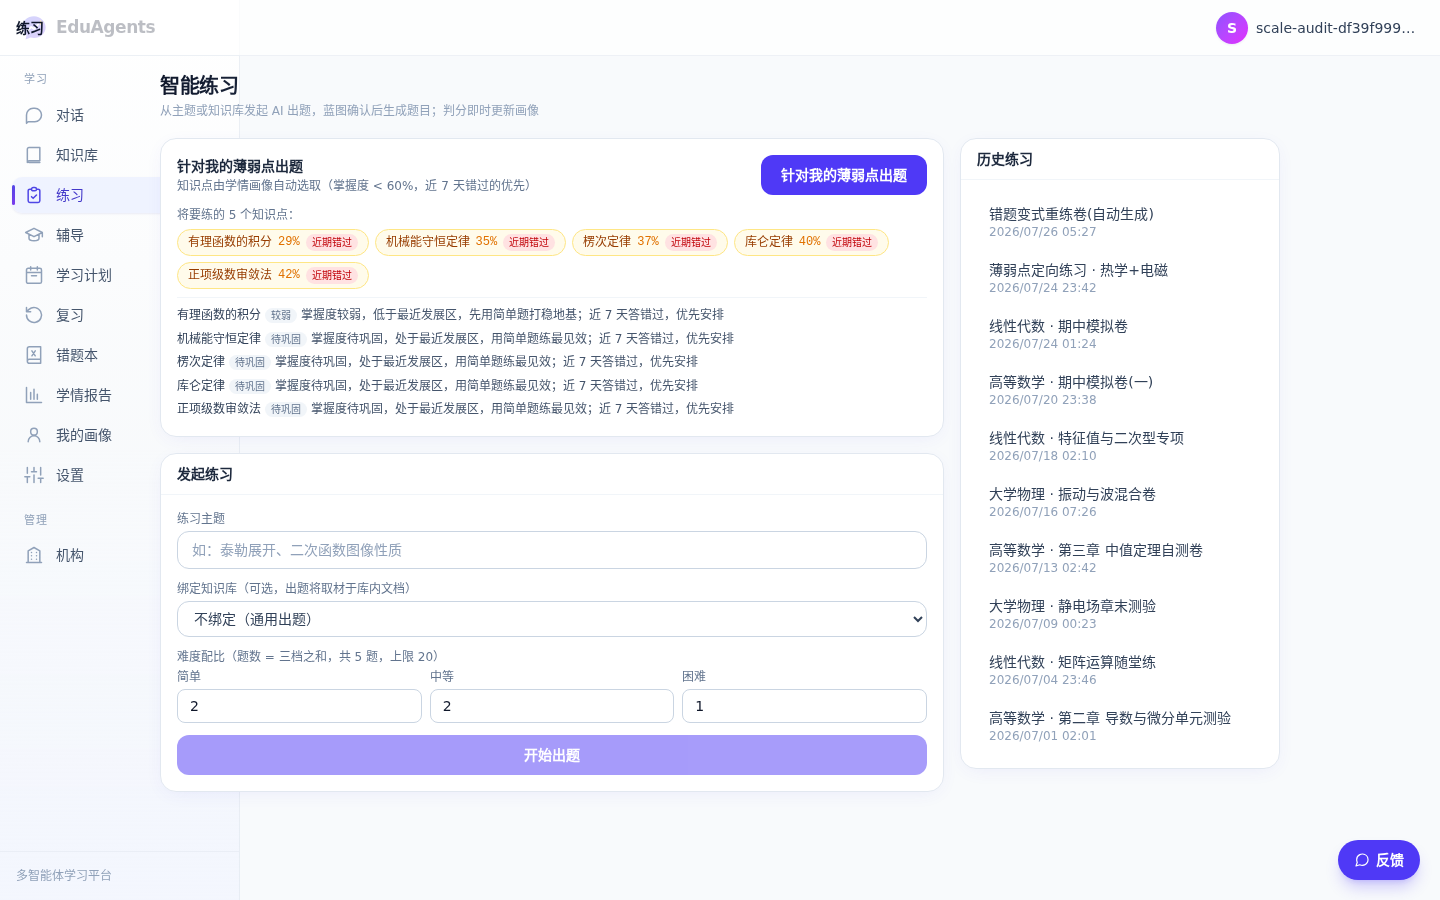 练习
EduAgents
S
scale-audit-df39f999...
学习
对话
知识库
练习
辅导
学习计划
复习
错题本
学情报告
我的画像
设置
管理
机构
多智能体学习平台
智能练习
从主题或知识库发起 AI 出题，蓝图确认后生成题目；判分即时更新画像
针对我的薄弱点出题
知识点由学情画像自动选取（掌握度 < 60%，近 7 天错过的优先）
针对我的薄弱点出题
将要练的 5 个知识点：
有理函数的积分 29% 近期错过
机械能守恒定律 35% 近期错过
楞次定律 37% 近期错过
库仑定律 40% 近期错过
正项级数审敛法 42% 近期错过
有理函数的积分 较弱 掌握度较弱，低于最近发展区，先用简单题打稳地基；近 7 天答错过，优先安排
机械能守恒定律 待巩固 掌握度待巩固，处于最近发展区，用简单题练最见效；近 7 天答错过，优先安排
楞次定律 待巩固 掌握度待巩固，处于最近发展区，用简单题练最见效；近 7 天答错过，优先安排
库仑定律 待巩固 掌握度待巩固，处于最近发展区，用简单题练最见效；近 7 天答错过，优先安排
正项级数审敛法 待巩固 掌握度待巩固，处于最近发展区，用简单题练最见效；近 7 天答错过，优先安排
发起练习
练习主题
如：泰勒展开、二次函数图像性质
绑定知识库（可选，出题将取材于库内文档）
不绑定（通用出题）
难度配比（题数 = 三档之和，共 5 题，上限 20）
简单
中等
困难
2
2
1
开始出题
历史练习
错题变式重练卷(自动生成)
2026/07/26 05:27
薄弱点定向练习 · 热学+电磁
2026/07/24 23:42
线性代数 · 期中模拟卷
2026/07/24 01:24
高等数学 · 期中模拟卷(一)
2026/07/20 23:38
线性代数 · 特征值与二次型专项
2026/07/18 02:10
大学物理 · 振动与波混合卷
2026/07/16 07:26
高等数学 · 第三章 中值定理自测卷
2026/07/13 02:42
大学物理 · 静电场章末测验
2026/07/09 00:23
线性代数 · 矩阵运算随堂练
2026/07/04 23:46
高等数学 · 第二章 导数与微分单元测验
2026/07/01 02:01
反馈